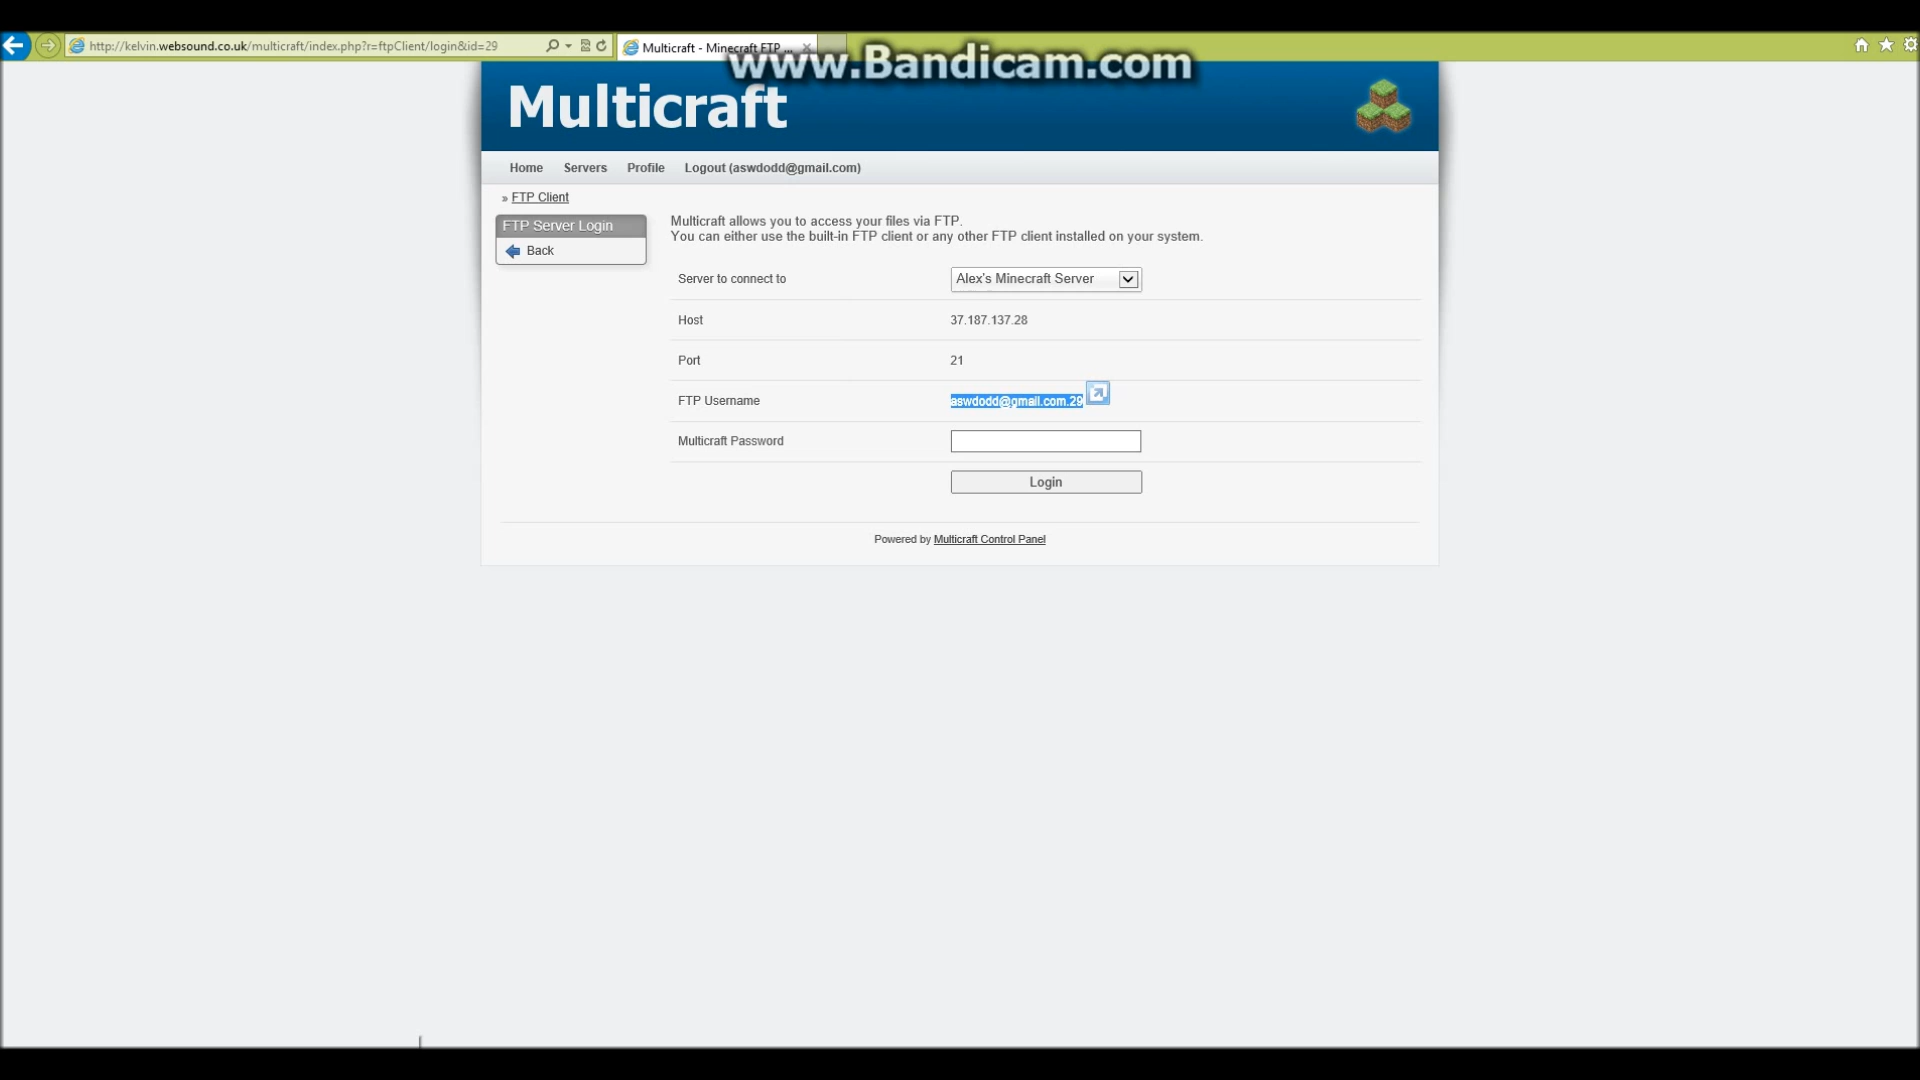 http://kelvin.websound.co.uk/multicraft/index.php?r=ftpClient/login&id=29
Multicraft - Minecraft FTP ...
www.Bandicam.com
Multicraft
Home Servers Profile Logout (aswdodd@gmail.com)
» FTP Client
FTP Server Login
Back
Multicraft allows you to access your files via FTP.
You can either use the built-in FTP client or any other FTP client installed on your system.
Server to connect to Alex's Minecraft Server
Host 37.187.137.28
Port 21
FTP Username aswdodd@gmail.com.29
Multicraft Password
Login
Powered by Multicraft Control Panel